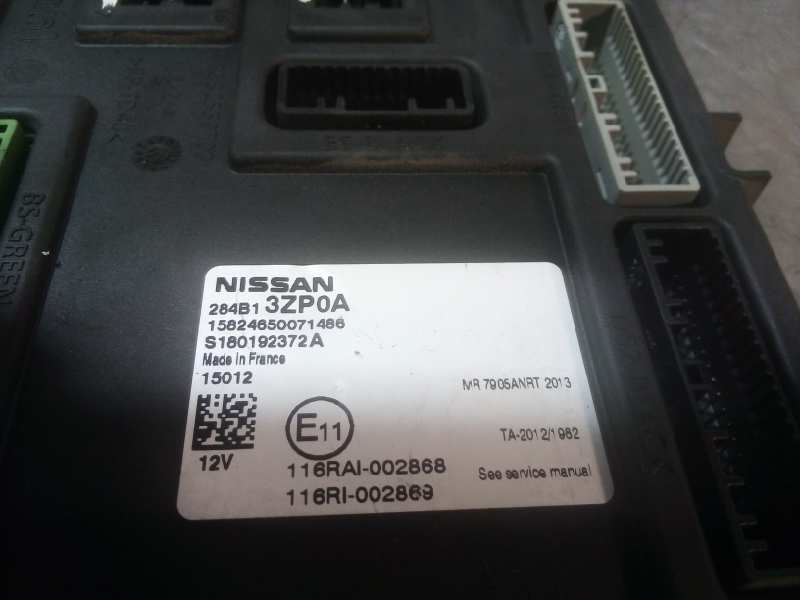 NISSAN
284B1 3ZP0A
15824650071486
S180192372A
Made in France
15012
12V
E11
116RAI-002868
116RI-002869
MR 7905ANRT 2013
TA-2012/1982
See service manual
BS-GREEN